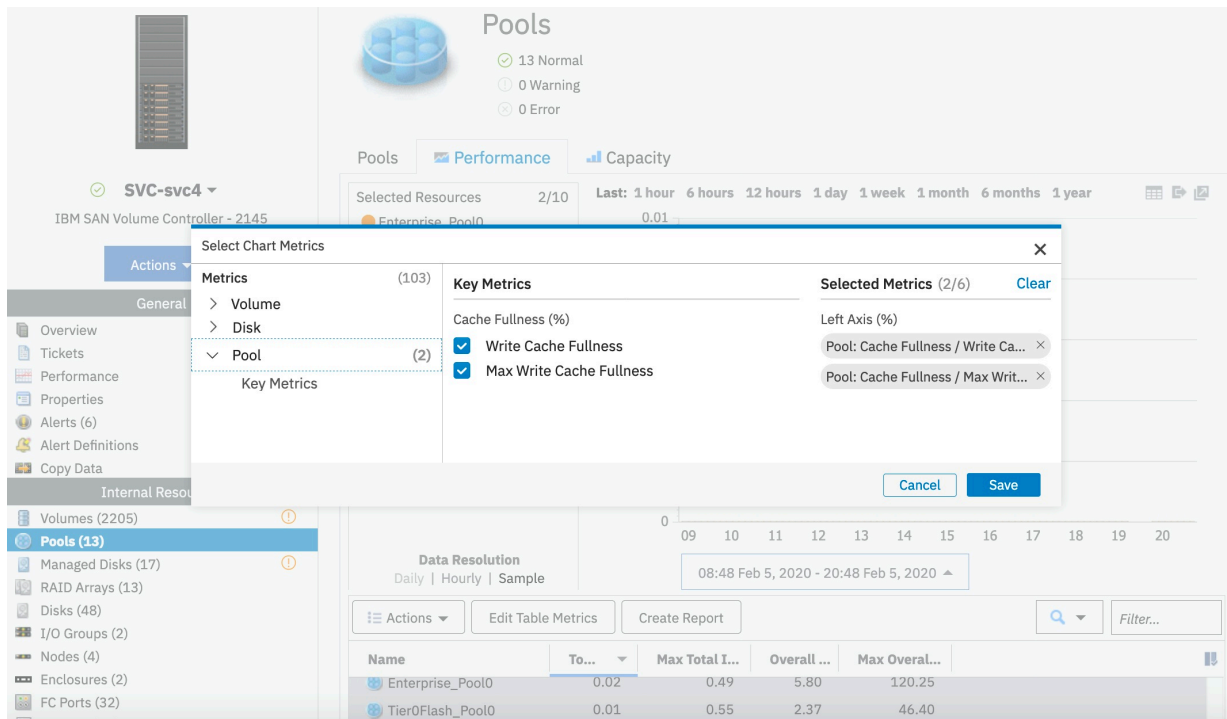 Pools
13 Normal
0 Warning
0 Error
Pools
Performance
Capacity
SVC-svc4
IBM SAN Volume Controller - 2145
Actions
General
Overview
Tickets
Performance
Properties
Alerts (6)
Alert Definitions
Copy Data
Internal Resou
Volumes (2205)
Pools (13)
Managed Disks (17)
RAID Arrays (13)
Disks (48)
I/O Groups (2)
Nodes (4)
Enclosures (2)
FC Ports (32)
Selected Resources 2/10
Enterprise_Pool0
Last: 1 hour 6 hours 12 hours 1 day 1 week 1 month 6 months 1 year
0.01
Select Chart Metrics
Metrics (103)
Volume
Disk
Pool (2)
Key Metrics
Key Metrics
Cache Fullness (%)
Write Cache Fullness
Max Write Cache Fullness
Selected Metrics (2/6) Clear
Left Axis (%)
Pool: Cache Fullness / Write Ca...
Pool: Cache Fullness / Max Writ...
Cancel Save
0
09 10 11 12 13 14 15 16 17 18 19 20
Data Resolution
Daily | Hourly | Sample
08:48 Feb 5, 2020 - 20:48 Feb 5, 2020
Actions Edit Table Metrics Create Report Filter...
Name To... Max Total I... Overall ... Max Overal...
Enterprise_Pool0 0.02 0.49 5.80 120.25
Tier0Flash_Pool0 0.01 0.55 2.37 46.40